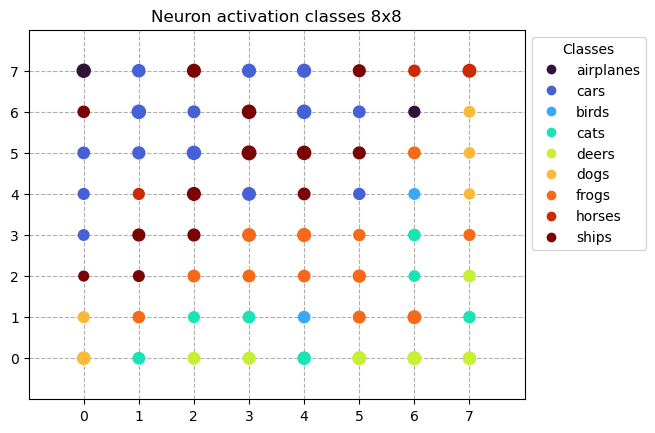 Neuron activation classes 8x8
7
6
5
4
3
2
1
0
0 1 2 3 4 5 6 7
Classes
airplanes
cars
birds
cats
deers
dogs
frogs
horses
ships